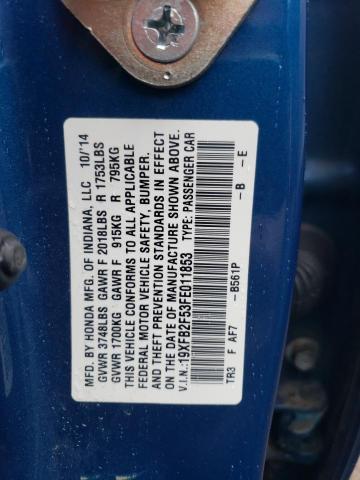 MFD. BY HONDA MFG. OF INDIANA, LLC 10/'14
GVWR 3748LBS GAWR F 2018LBS R 1753LBS
GVWR 1700KG GAWR F 915KG R 795KG
THIS VEHICLE CONFORMS TO ALL APPLICABLE
FEDERAL MOTOR VEHICLE SAFETY, BUMPER,
AND THEFT PREVENTION STANDARDS IN EFFECT
ON THE DATE OF MANUFACTURE SHOWN ABOVE.
V.I.N.:19XFB2F53FE011853 TYPE: PASSENGER CAR
TR3 F AF7 -B561P -B -E